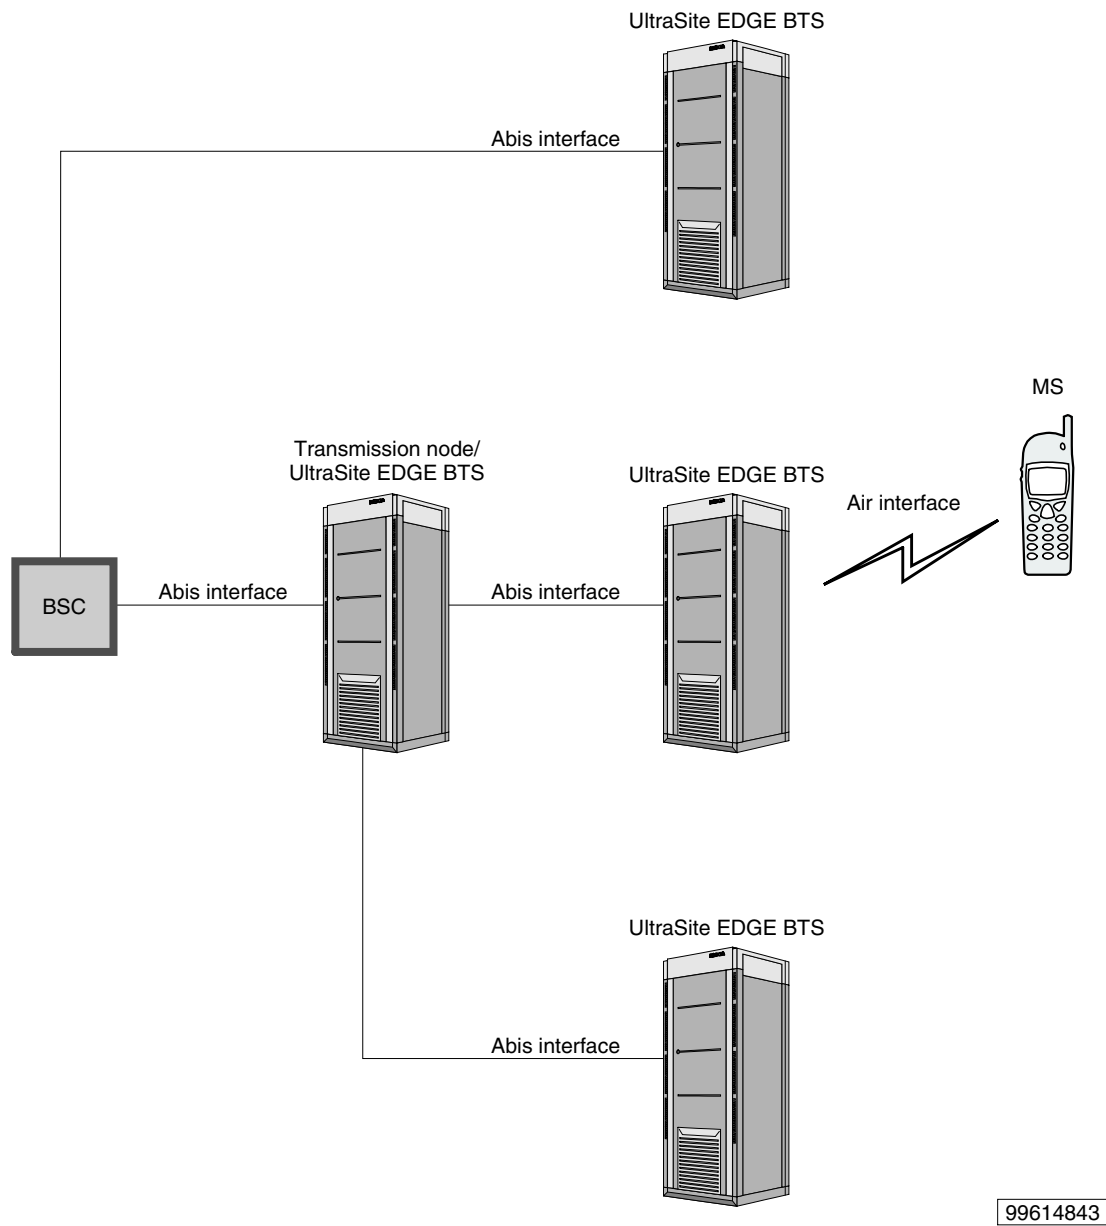 UltraSite EDGE BTS
Abis interface
MS
Transmission node/
UltraSite EDGE BTS
UltraSite EDGE BTS
Air interface
BSC
Abis interface
Abis interface
UltraSite EDGE BTS
Abis interface
99614843